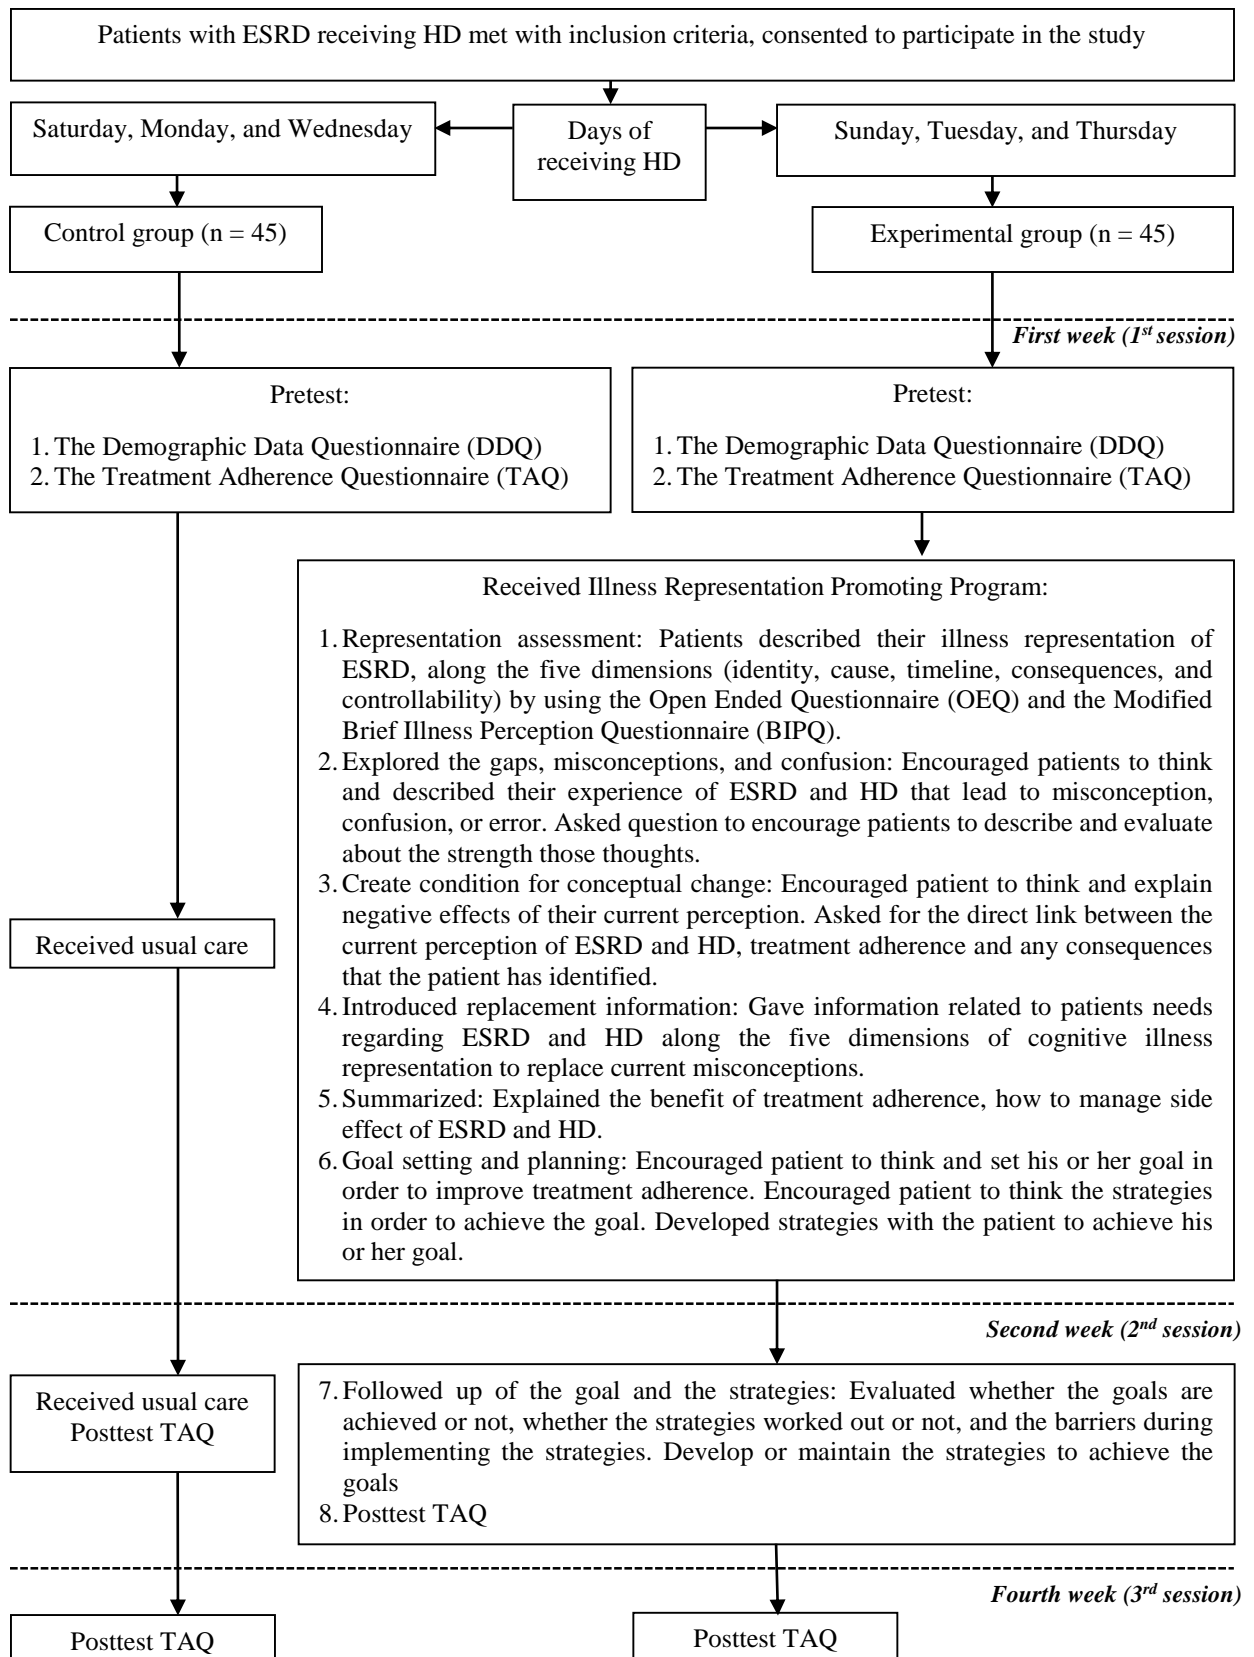 Patients with ESRD receiving HD met with inclusion criteria, consented to participate in the study
Saturday, Monday, and Wednesday
Days of
receiving HD
Sunday, Tuesday, and Thursday
Control group (n = 45)
Experimental group (n = 45)
First week (1st session)
Pretest:
1. The Demographic Data Questionnaire (DDQ)
2. The Treatment Adherence Questionnaire (TAQ)
Pretest:
1. The Demographic Data Questionnaire (DDQ)
2. The Treatment Adherence Questionnaire (TAQ)
Received usual care
Received Illness Representation Promoting Program:
1. Representation assessment: Patients described their illness representation of
ESRD, along the five dimensions (identity, cause, timeline, consequences, and
controllability) by using the Open Ended Questionnaire (OEQ) and the Modified
Brief Illness Perception Questionnaire (BIPQ).
2. Explored the gaps, misconceptions, and confusion: Encouraged patients to think
and described their experience of ESRD and HD that lead to misconception,
confusion, or error. Asked question to encourage patients to describe and evaluate
about the strength those thoughts.
3. Create condition for conceptual change: Encouraged patient to think and explain
negative effects of their current perception. Asked for the direct link between the
current perception of ESRD and HD, treatment adherence and any consequences
that the patient has identified.
4. Introduced replacement information: Gave information related to patients needs
regarding ESRD and HD along the five dimensions of cognitive illness
representation to replace current misconceptions.
5. Summarized: Explained the benefit of treatment adherence, how to manage side
effect of ESRD and HD.
6. Goal setting and planning: Encouraged patient to think and set his or her goal in
order to improve treatment adherence. Encouraged patient to think the strategies
in order to achieve the goal. Developed strategies with the patient to achieve his
or her goal.
Second week (2nd session)
Received usual care
Posttest TAQ
7. Followed up of the goal and the strategies: Evaluated whether the goals are
achieved or not, whether the strategies worked out or not, and the barriers during
implementing the strategies. Develop or maintain the strategies to achieve the
goals
8. Posttest TAQ
Fourth week (3rd session)
Posttest TAQ
Posttest TAQ